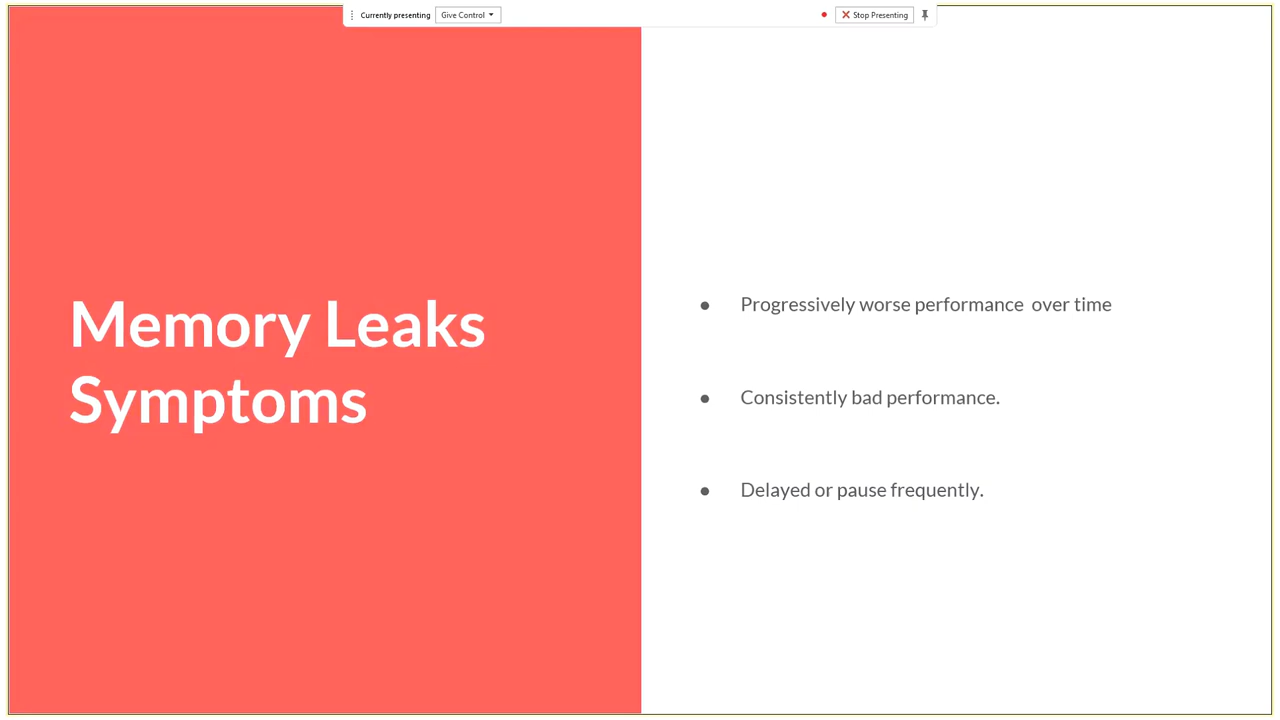 Currently presenting Give Control Stop Presenting
Memory Leaks
Symptoms
● Progressively worse performance  over time
● Consistently bad performance.
● Delayed or pause frequently.